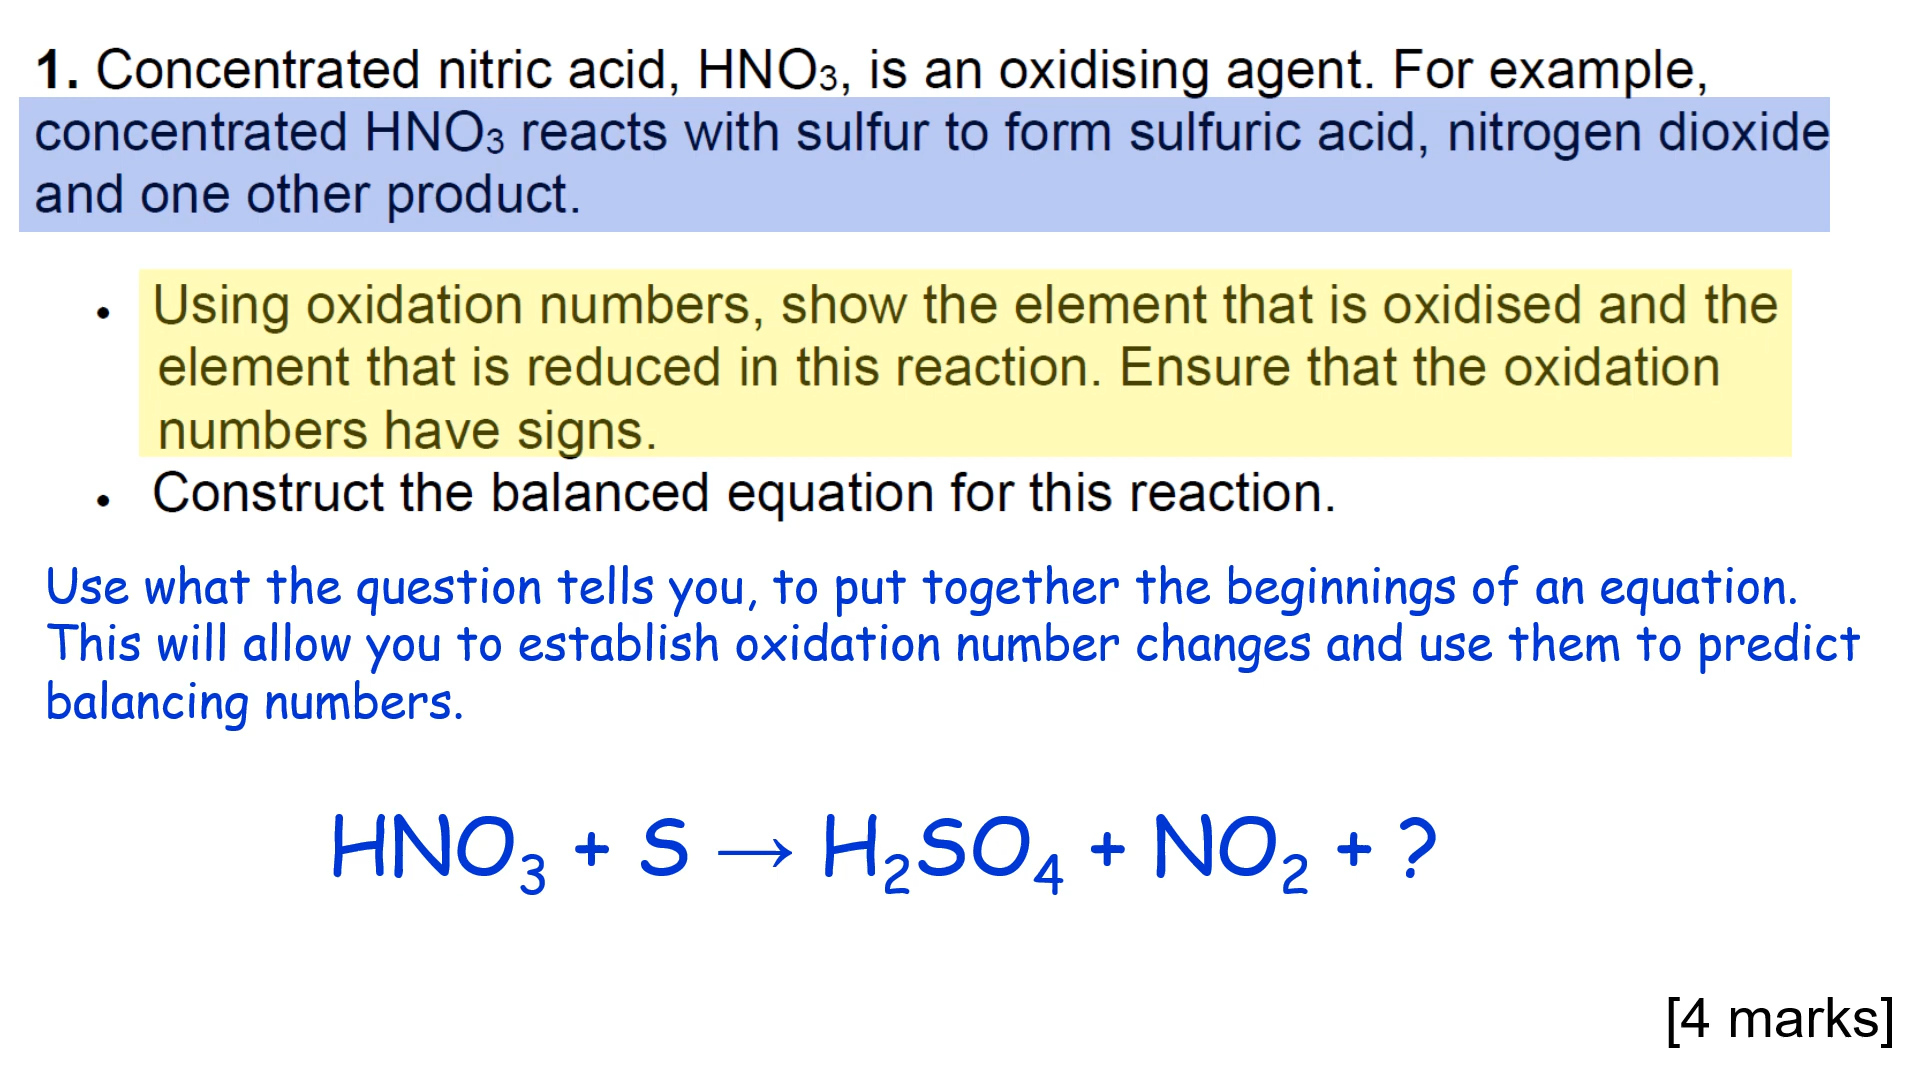 1. Concentrated nitric acid, HNO₃, is an oxidising agent. For example,
concentrated HNO₃ reacts with sulfur to form sulfuric acid, nitrogen dioxide
and one other product.
• Using oxidation numbers, show the element that is oxidised and the
element that is reduced in this reaction. Ensure that the oxidation
numbers have signs.
• Construct the balanced equation for this reaction.
Use what the question tells you, to put together the beginnings of an equation.
This will allow you to establish oxidation number changes and use them to predict
balancing numbers.
HNO₃ + S → H₂SO₄ + NO₂ + ?
[4 marks]